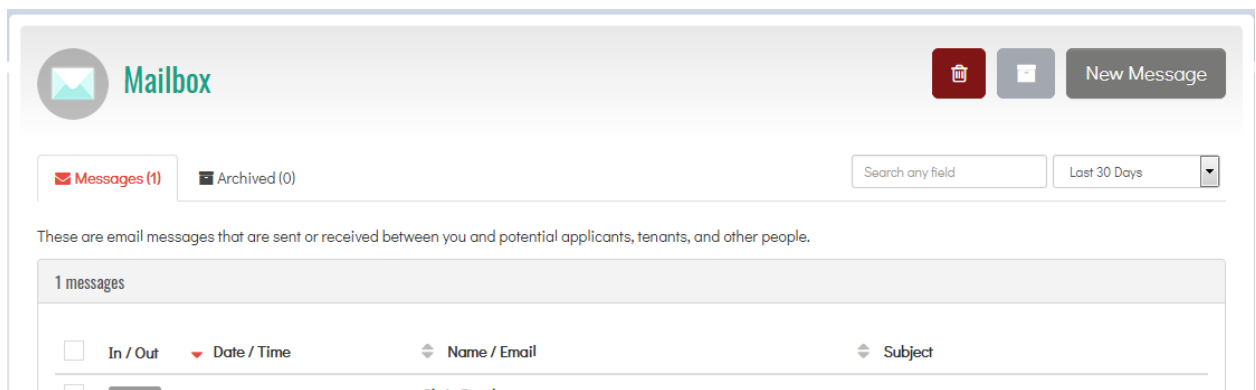 Mailbox
New Message
Messages (1)
Archived (0)
Search any field
Last 30 Days
These are email messages that are sent or received between you and potential applicants, tenants, and other people.
1 messages
In / Out
Date / Time
Name / Email
Subject